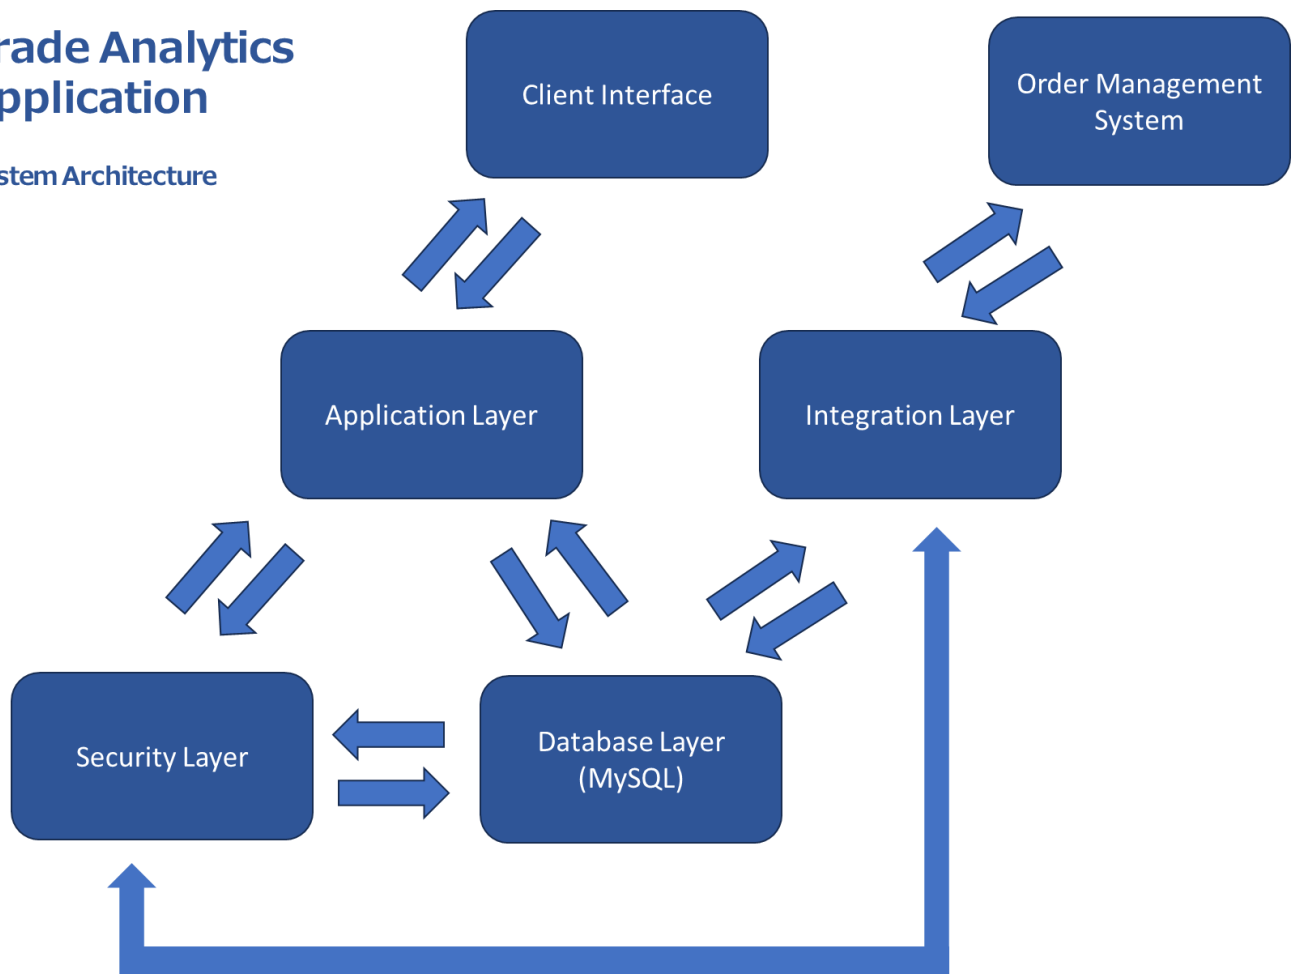 rade Analytics
pplication
stem Architecture
Client Interface
Order Management
System
Application Layer
Integration Layer
Security Layer
Database Layer
(MySQL)